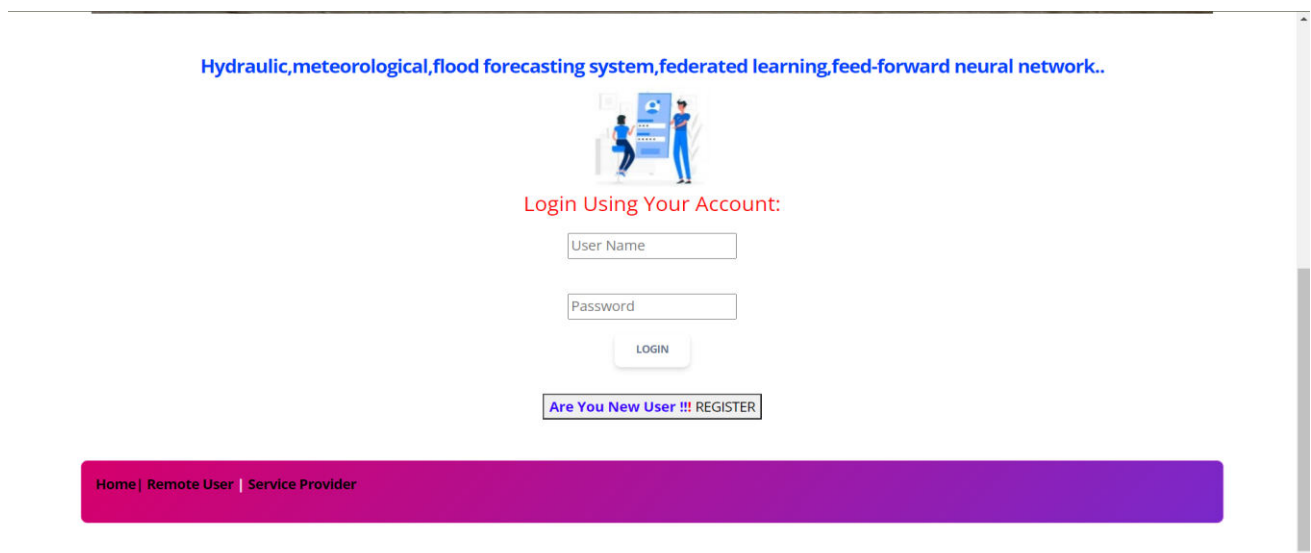 Hydraulic,meteorological,flood forecasting system,federated learning,feed-forward neural network..
Login Using Your Account:
User Name
Password
LOGIN
Are You New User !!! REGISTER
Home| Remote User | Service Provider